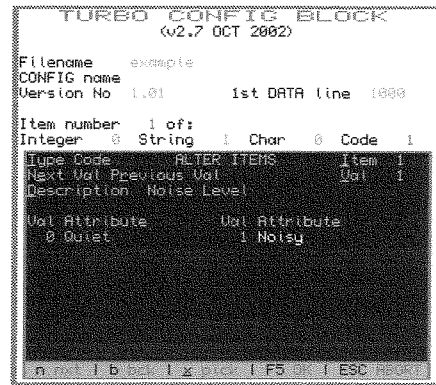 TURBO CONFIG BLOCK
(v2.7 OCT 2002)
Filename example
CONFIG name
Version No 1.01 1st DATA line 1000
Item number 1 of:
Integer 0 String 1 Char 0 Code 1
Type Code ALTER ITEMS Item 1
Next Val Previous Val Val 1
Description Noise Level
Val Attribute Val Attribute
0 Quiet 1 Noisy
n | b | x | F5 | ESC